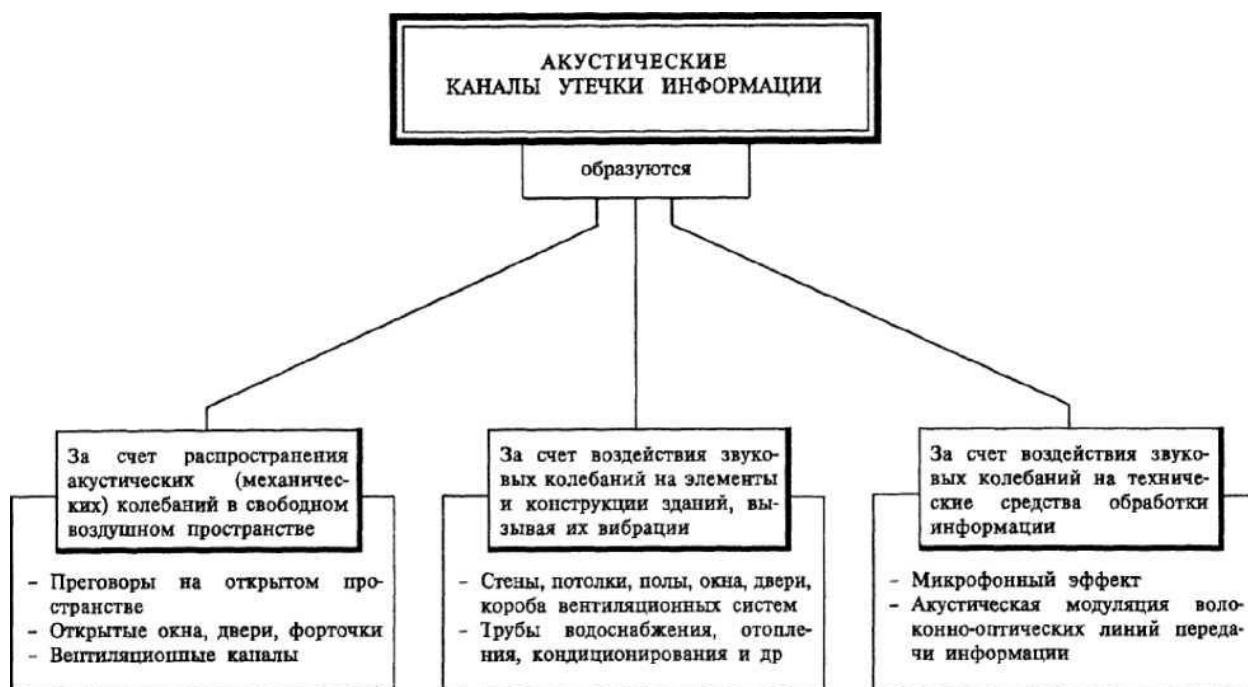 АКУСТИЧЕСКИЕ
КАНАЛЫ УТЕЧКИ ИНФОРМАЦИИ
образуются
За счет распространения
акустических (механичес-
ких) колебаний в свободном
воздушном пространстве
- Преговоры на открытом про-
странстве
- Открытые окна, двери, форточки
- Вентиляционные каналы
За счет воздействия звуко-
вых колебаний на элементы
и конструкции зданий, вы-
зывая их вибрации
- Стены, потолки, полы, окна, двери,
короба вентиляционных систем
- Трубы водоснабжения, отопле-
ния, кондиционирования и др
За счет воздействия звуко-
вых колебаний на техниче-
ские средства обработки
информации
- Микрофонный эффект
- Акустическая модуляция воло-
конно-оптических линий переда-
чи информации